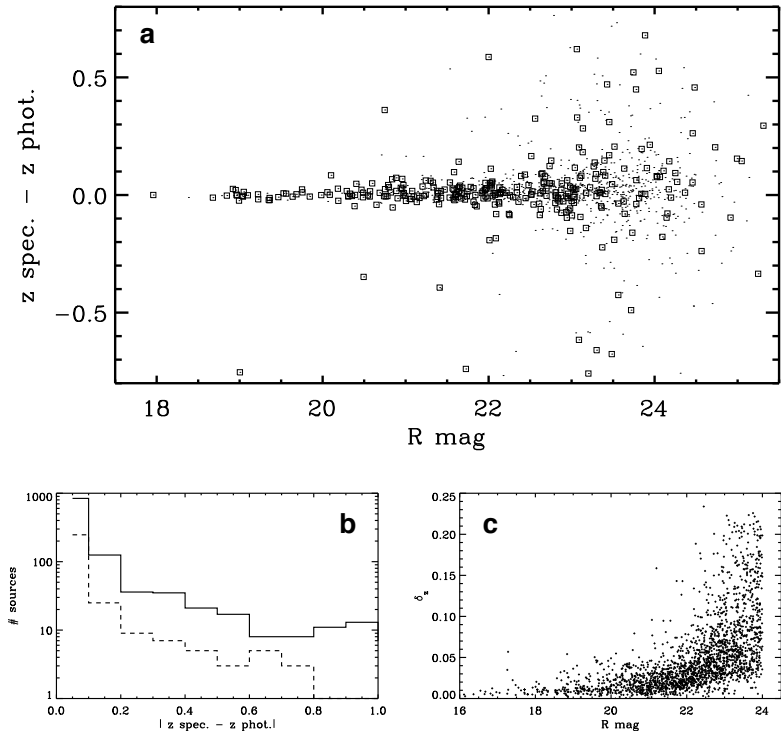 a
0.5
0.0
−0.5
z spec. − z phot.
18 20 22 24
R mag
b
1000
100
10
1
# sources
0.0 0.2 0.4 0.6 0.8 1.0
| z spec. − z phot.|
c
0.25
0.20
0.15
0.10
0.05
0.00
δz
16 18 20 22 24
R mag